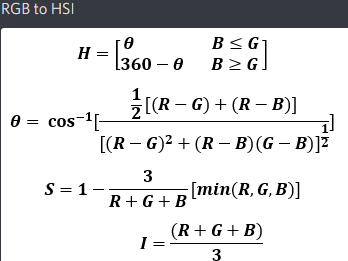 RGB to HSI
H = [θ B ≤ G
360 − θ B ≥ G]
θ = cos⁻¹[ ½[(R − G) + (R − B)] / [(R − G)² + (R − B)(G − B)]^½ ]
S = 1 − 3 / (R + G + B) [min(R, G, B)]
I = (R + G + B) / 3